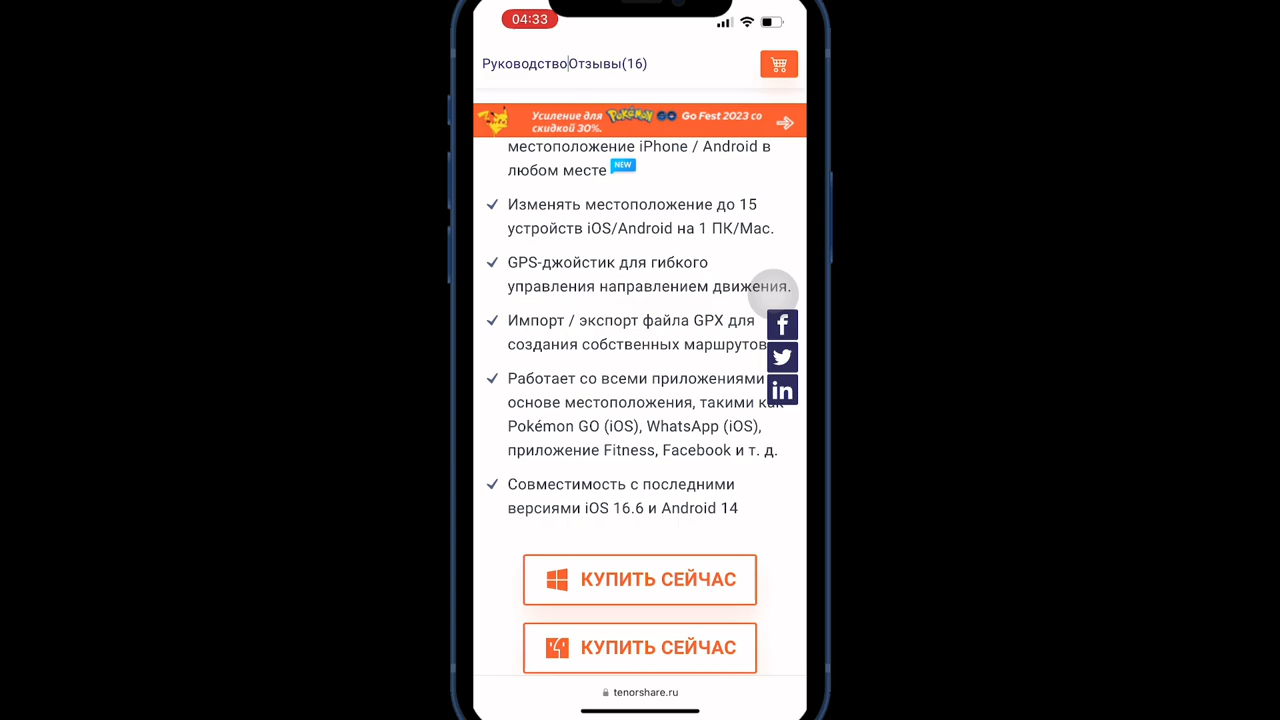 04:33
Руководство|Отзывы(16)
Усиление для Pokémon GO Go Fest 2023 со
скидкой 30%.
местоположение iPhone / Android в
любом месте NEW
Изменять местоположение до 15
устройств iOS/Android на 1 ПК/Mac.
GPS-джойстик для гибкого
управления направлением движения.
Импорт / экспорт файла GPX для
создания собственных маршрутов
Работает со всеми приложениями
основе местоположения, такими как
Pokémon GO (iOS), WhatsApp (iOS),
приложение Fitness, Facebook и т. д.
Совместимость с последними
версиями iOS 16.6 и Android 14
КУПИТЬ СЕЙЧАС
КУПИТЬ СЕЙЧАС
tenorshare.ru